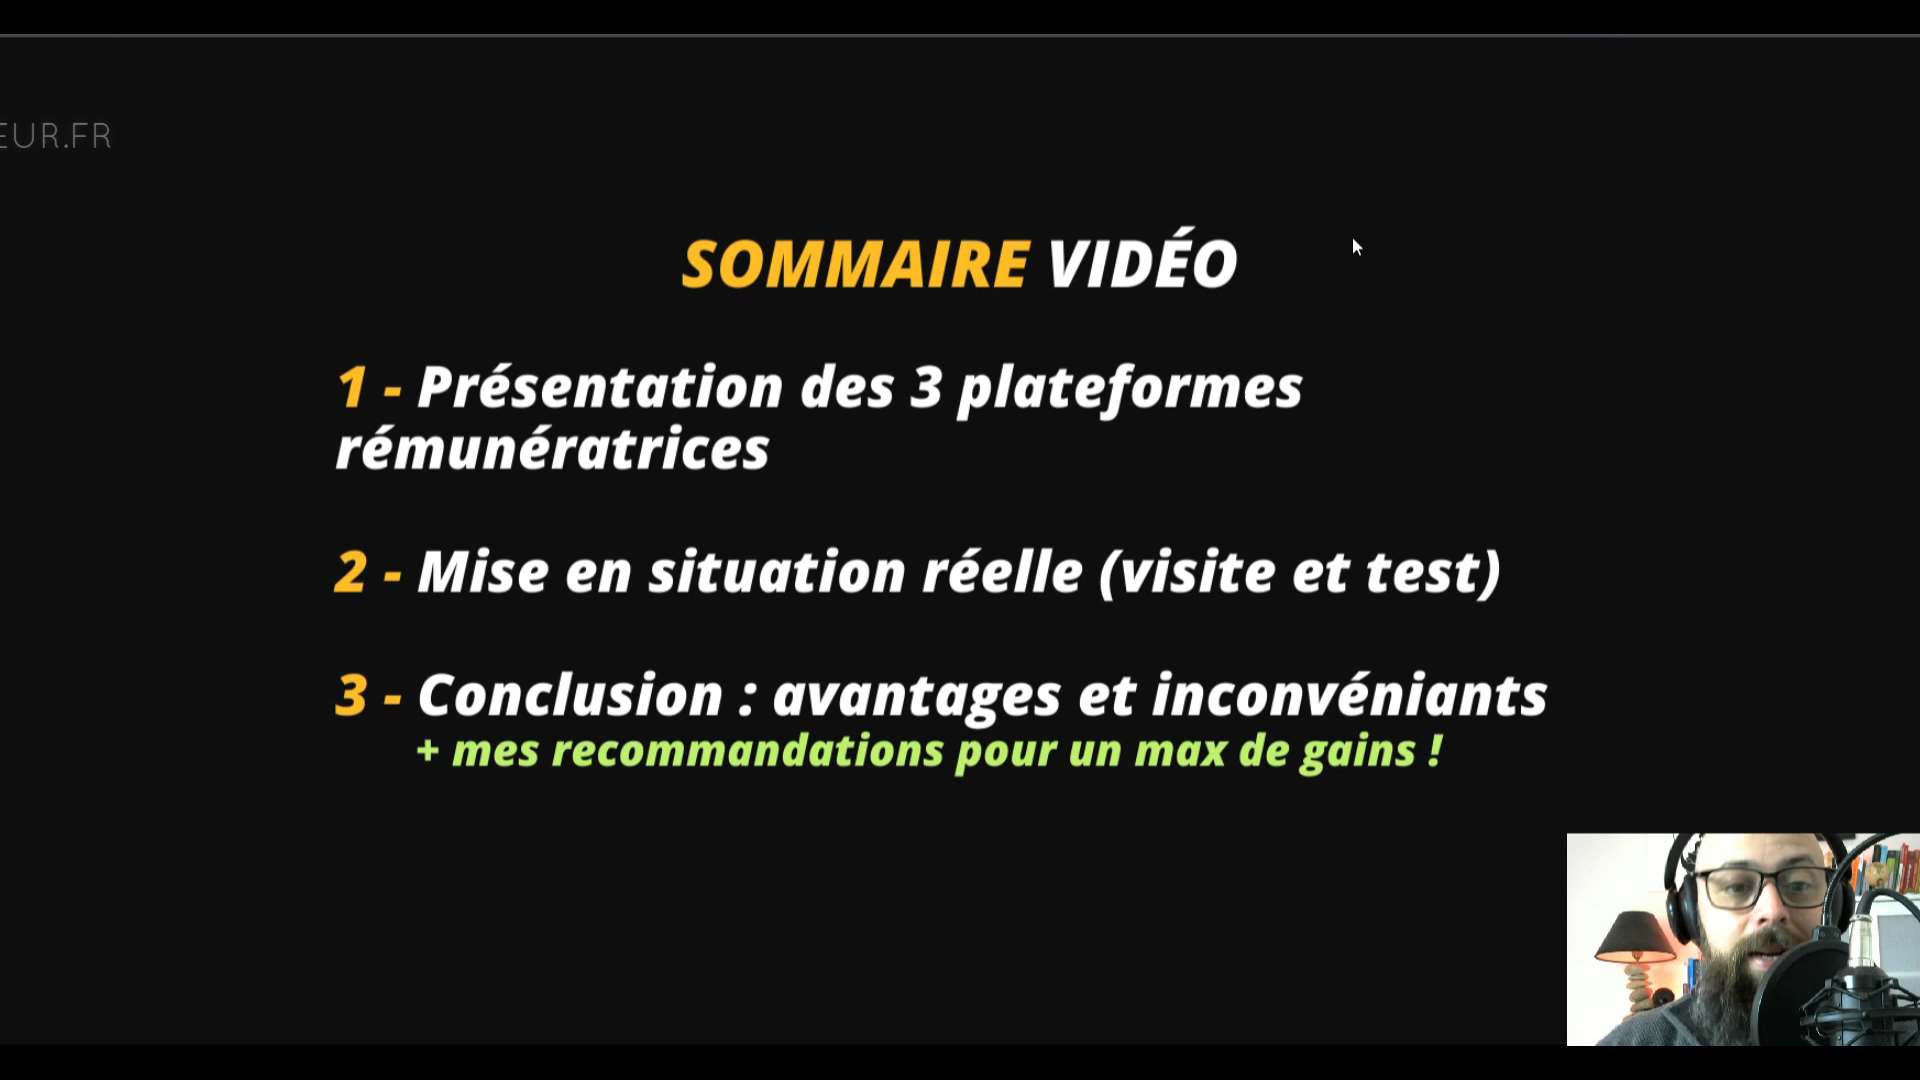 EUR.FR
SOMMAIRE VIDÉO
1 - Présentation des 3 plateformes
rémunératrices
2 - Mise en situation réelle (visite et test)
3 - Conclusion : avantages et inconvéniants
+ mes recommandations pour un max de gains !